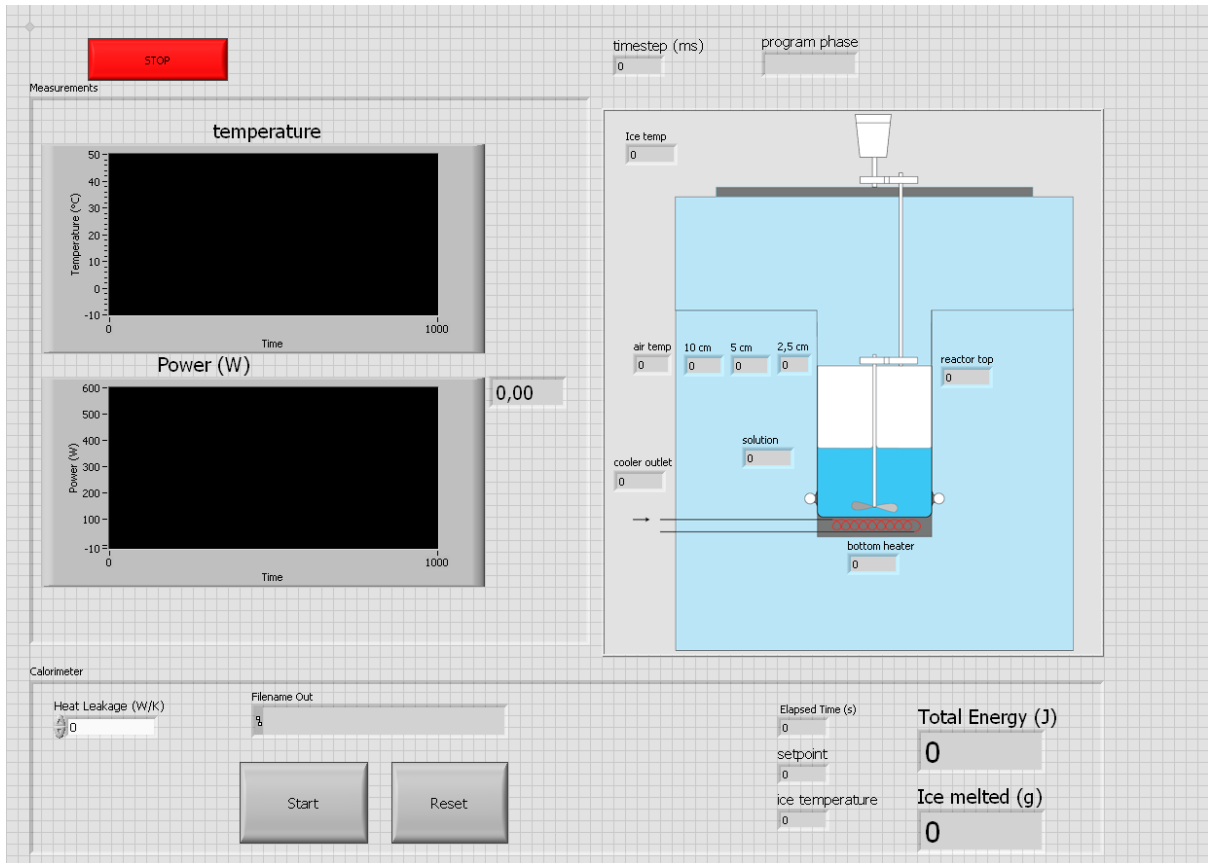 STOP
timestep (ms)
0
program phase
Measurements
temperature
50
40
30
20
10
0
-10
Temperature (°C)
0
1000
Time
Power (W)
0,00
600
500
400
300
200
100
-10
Power (W)
0
1000
Time
Ice temp
0
air temp
0
10 cm
0
5 cm
0
2,5 cm
0
reactor top
0
solution
0
cooler outlet
0
bottom heater
0
Calorimeter
Heat Leakage (W/K)
0
Filename Out
Start
Reset
Elapsed Time (s)
0
setpoint
0
ice temperature
0
Total Energy (J)
0
Ice melted (g)
0